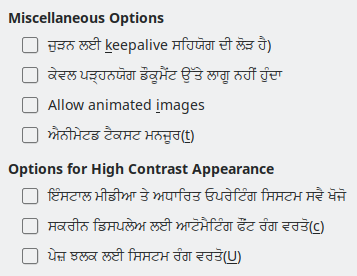 Miscellaneous Options
ਜੁੜਨ ਲਈ keepalive ਸਹਿਯੋਗ ਦੀ ਲੋੜ ਹੈ)
ਕੇਵਲ ਪੜ੍ਹਨਯੋਗ ਡੌਕੂਮੈਂਟ ਉੱਤੇ ਲਾਗੂ ਨਹੀਂ ਹੁੰਦਾ
Allow animated images
ਐਨੀਮੇਟਡ ਟੈਕਸਟ ਮਨਜ਼ੂਰ(t)
Options for High Contrast Appearance
ਇੰਸਟਾਲ ਮੀਡੀਆ ਤੇ ਅਧਾਰਿਤ ਓਪਰੇਟਿੰਗ ਸਿਸਟਮ ਸਵੈ ਖੋਜੋ
ਸਕਰੀਨ ਡਿਸਪਲੇਅ ਲਈ ਆਟੋਮੈਟਿੰਗ ਫੌਂਟ ਰੰਗ ਵਰਤੋ(c)
ਪੇਜ਼ ਝਲਕ ਲਈ ਸਿਸਟਮ ਰੰਗ ਵਰਤੋ(U)